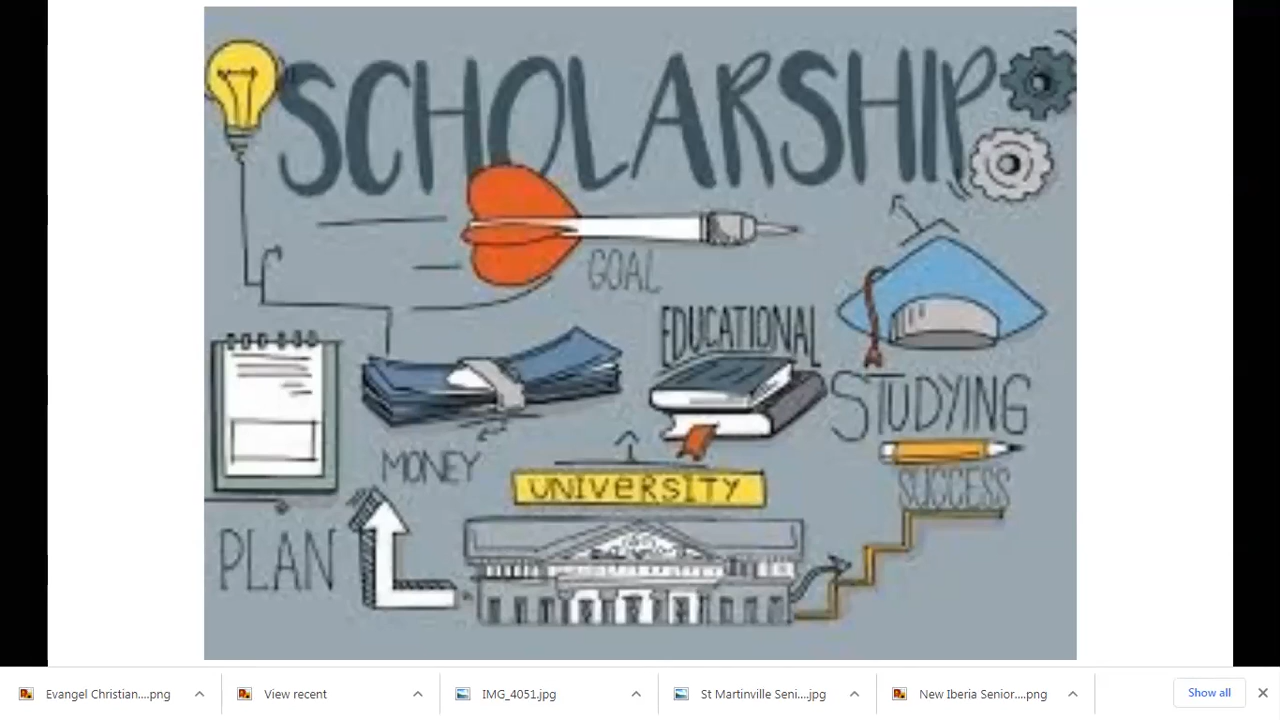 SCHOLARSHIP
GOAL
EDUCATIONAL
STUDYING
MONEY
UNIVERSITY
SUCCESS
PLAN
Evangel Christian....png
View recent
IMG_4051.jpg
St Martinville Seni....jpg
New Iberia Senior....png
Show all